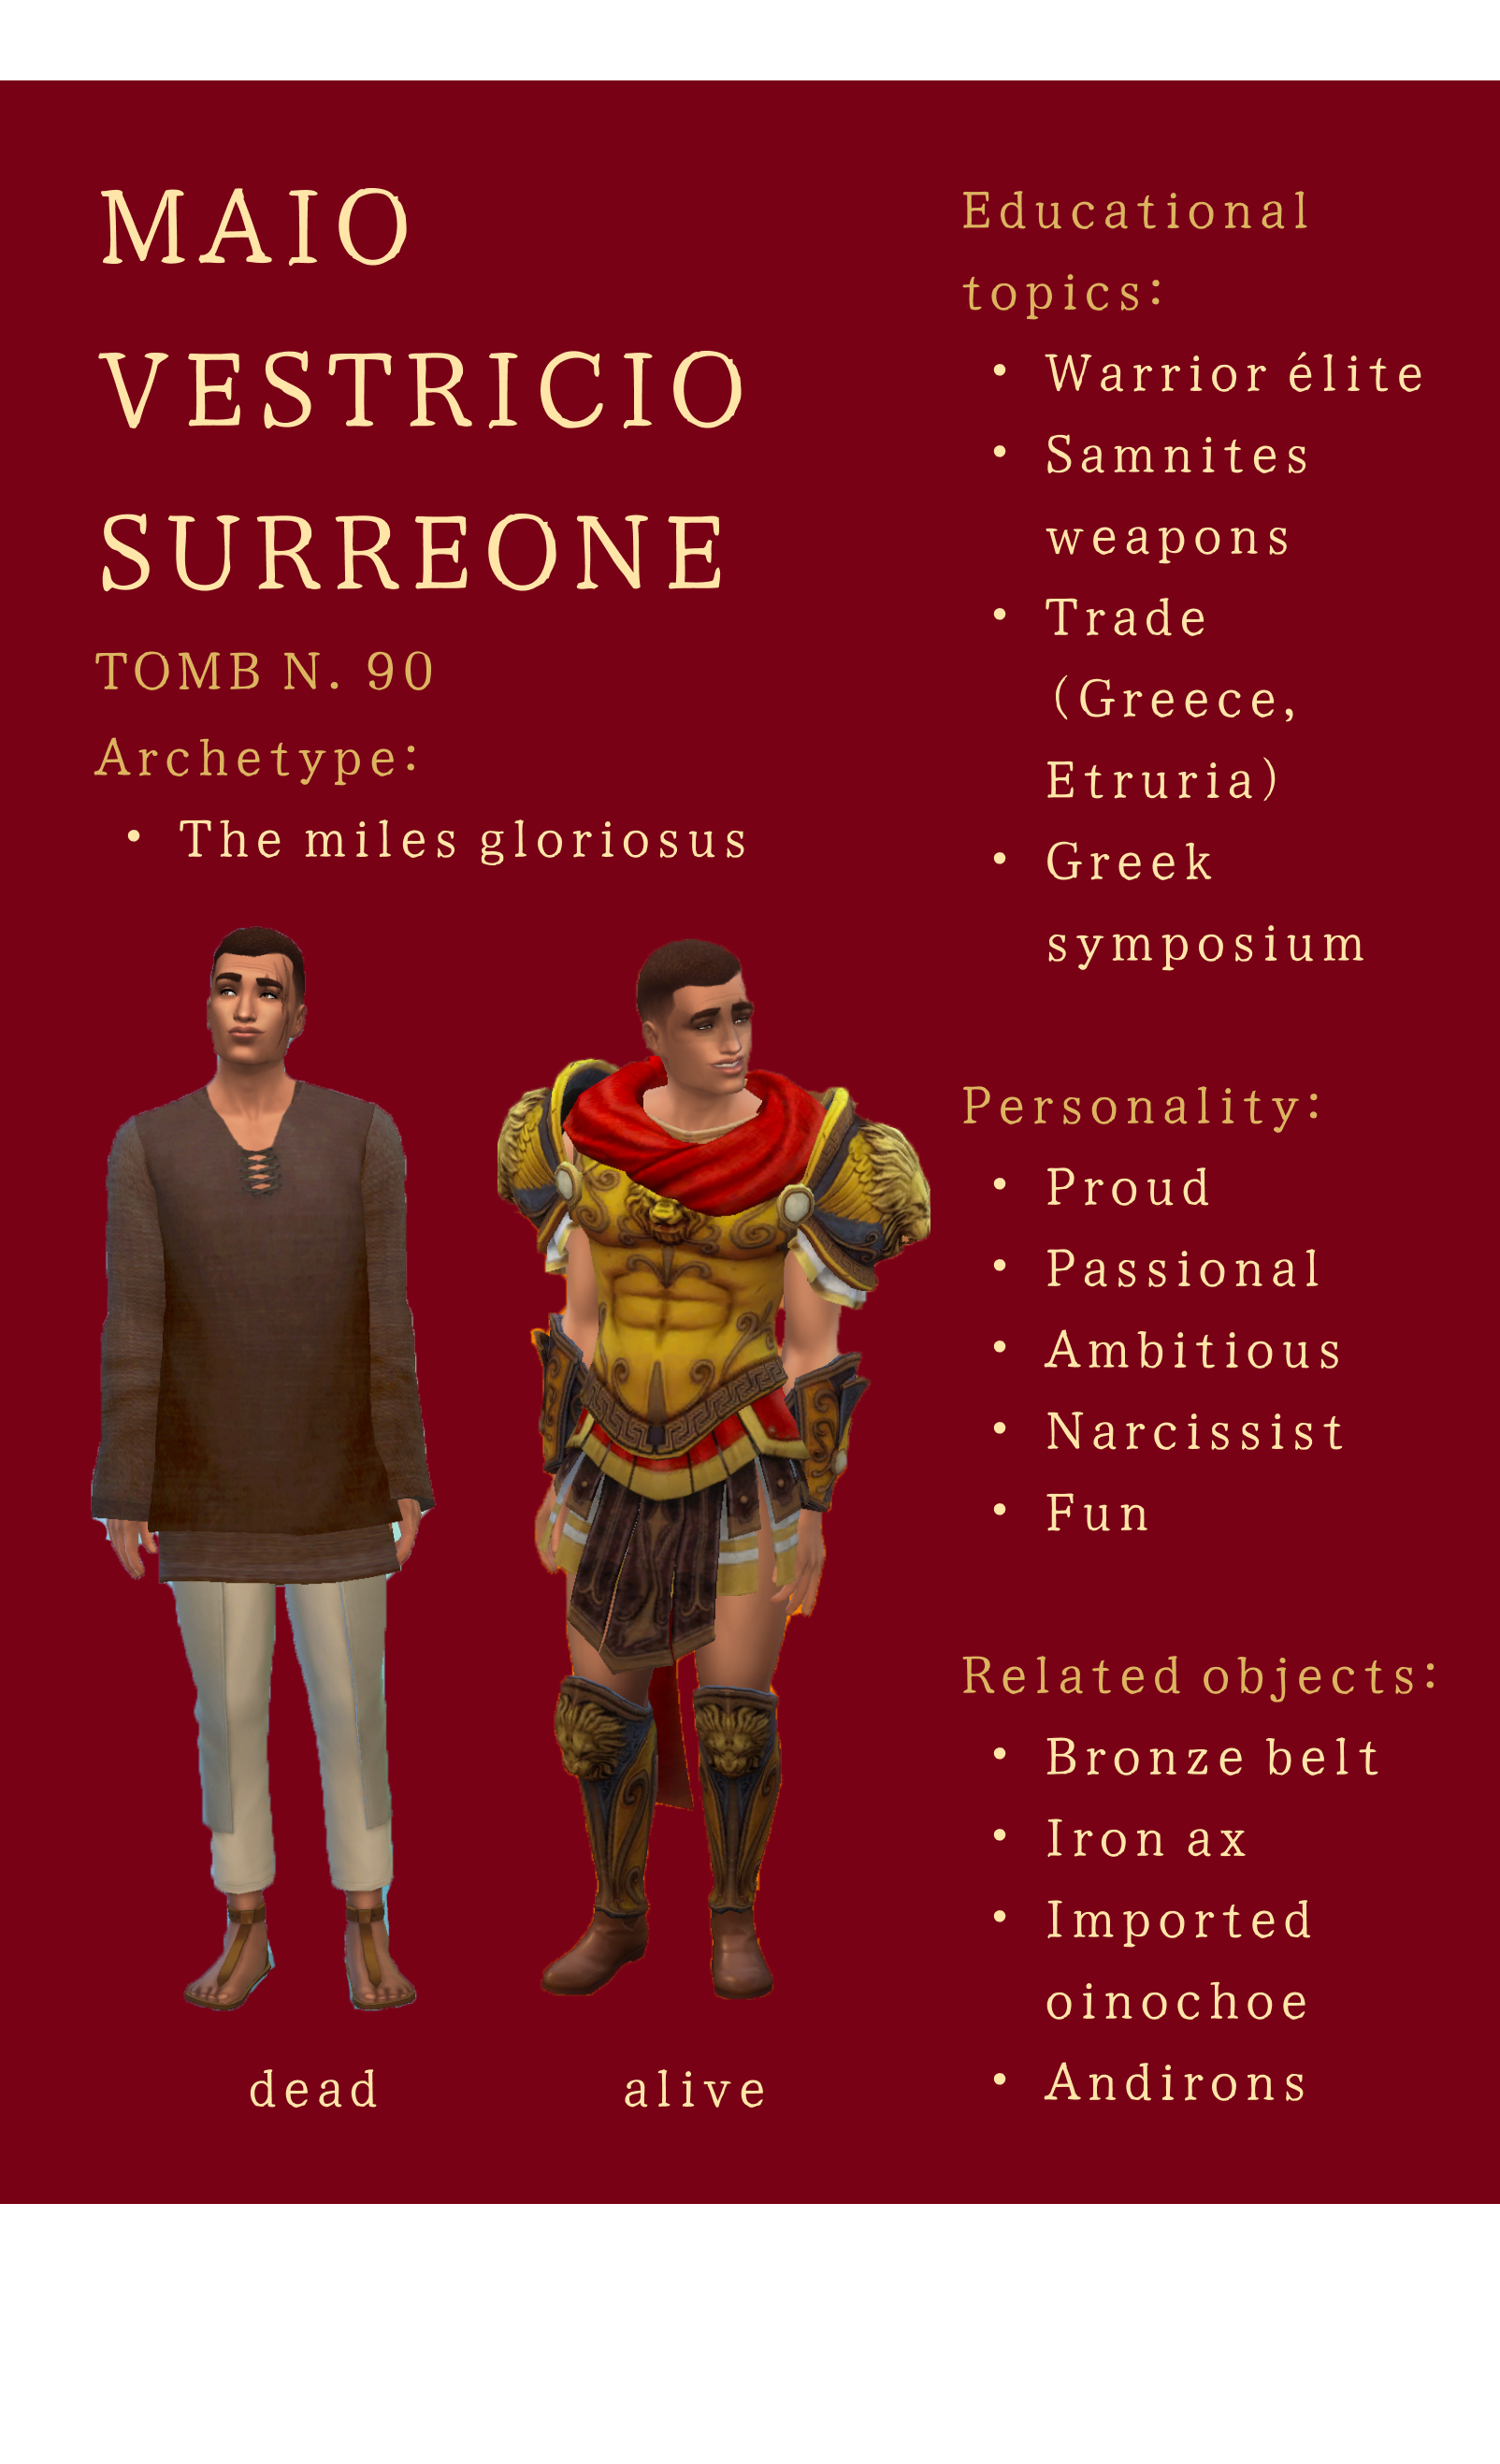 MAIO
VESTRICIO
SURREONE
TOMB N. 90
Archetype:
• The miles gloriosus
dead
alive
Educational
topics:
• Warrior élite
• Samnites
weapons
• Trade
(Greece,
Etruria)
• Greek
symposium
Personality:
• Proud
• Passional
• Ambitious
• Narcissist
• Fun
Related objects:
• Bronze belt
• Iron ax
• Imported
oinochoe
• Andirons